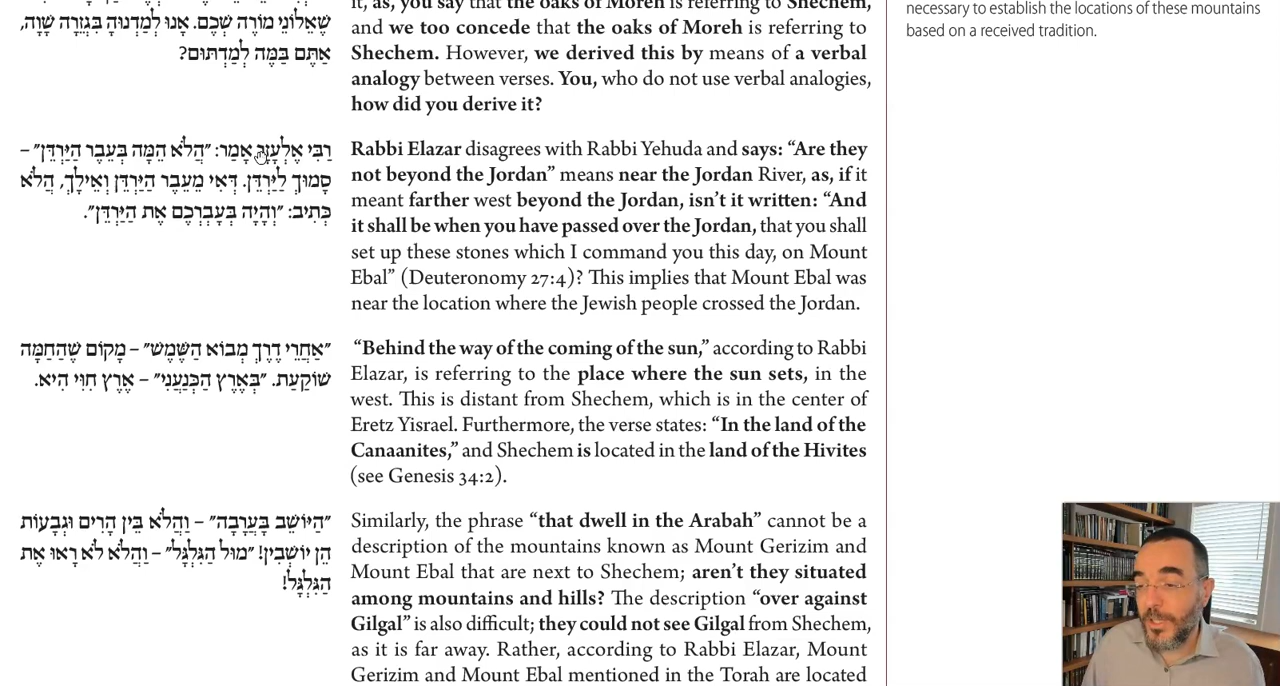 שֶׁאֵלוֹנֵי מוֹרֶה שְׁכֶם. אָנוּ לְמַדְנוּהָ בִּגְזֵרָה שָׁוָה,
אַתֶּם בַּמֶּה לְמַדְתּוּם?
רַבִּי אֶלְעָזָר אָמַר: ״הֲלֹא הֵמָּה בְּעֵבֶר הַיַּרְדֵּן״ –
סָמוּךְ לַיַּרְדֵּן. דְּאִי מֵעֵבֶר הַיַּרְדֵּן וְאֵילָךְ, הֲלֹא
כְּתִיב: ״וְהָיָה בְּעָבְרְכֶם אֶת הַיַּרְדֵּן״.
״אַחֲרֵי דֶּרֶךְ מְבוֹא הַשֶּׁמֶשׁ״ – מָקוֹם שֶׁהַחַמָּה
שׁוֹקַעַת. ״בְּאֶרֶץ הַכְּנַעֲנִי״ – אֶרֶץ חִוִּי הִיא.
״הַיּוֹשֵׁב בָּעֲרָבָה״ – וַהֲלֹא בֵּין הָרִים וּגְבָעוֹת
הֵן יוֹשְׁבִין! ״מוּל הַגִּלְגָּל״ – וַהֲלֹא לֹא רָאוּ אֶת
הַגִּלְגָּל!
it, as, you say that the oaks of Moreh is referring to Shechem,
and we too concede that the oaks of Moreh is referring to
Shechem. However, we derived this by means of a verbal
analogy between verses. You, who do not use verbal analogies,
how did you derive it?
Rabbi Elazar disagrees with Rabbi Yehuda and says: “Are they
not beyond the Jordan” means near the Jordan River, as, if it
meant farther west beyond the Jordan, isn’t it written: “And
it shall be when you have passed over the Jordan, that you shall
set up these stones which I command you this day, on Mount
Ebal” (Deuteronomy 27:4)? This implies that Mount Ebal was
near the location where the Jewish people crossed the Jordan.
“Behind the way of the coming of the sun,” according to Rabbi
Elazar, is referring to the place where the sun sets, in the
west. This is distant from Shechem, which is in the center of
Eretz Yisrael. Furthermore, the verse states: “In the land of the
Canaanites,” and Shechem is located in the land of the Hivites
(see Genesis 34:2).
Similarly, the phrase “that dwell in the Arabah” cannot be a
description of the mountains known as Mount Gerizim and
Mount Ebal that are next to Shechem; aren’t they situated
among mountains and hills? The description “over against
Gilgal” is also difficult; they could not see Gilgal from Shechem,
as it is far away. Rather, according to Rabbi Elazar, Mount
Gerizim and Mount Ebal mentioned in the Torah are located
necessary to establish the locations of these mountains
based on a received tradition.